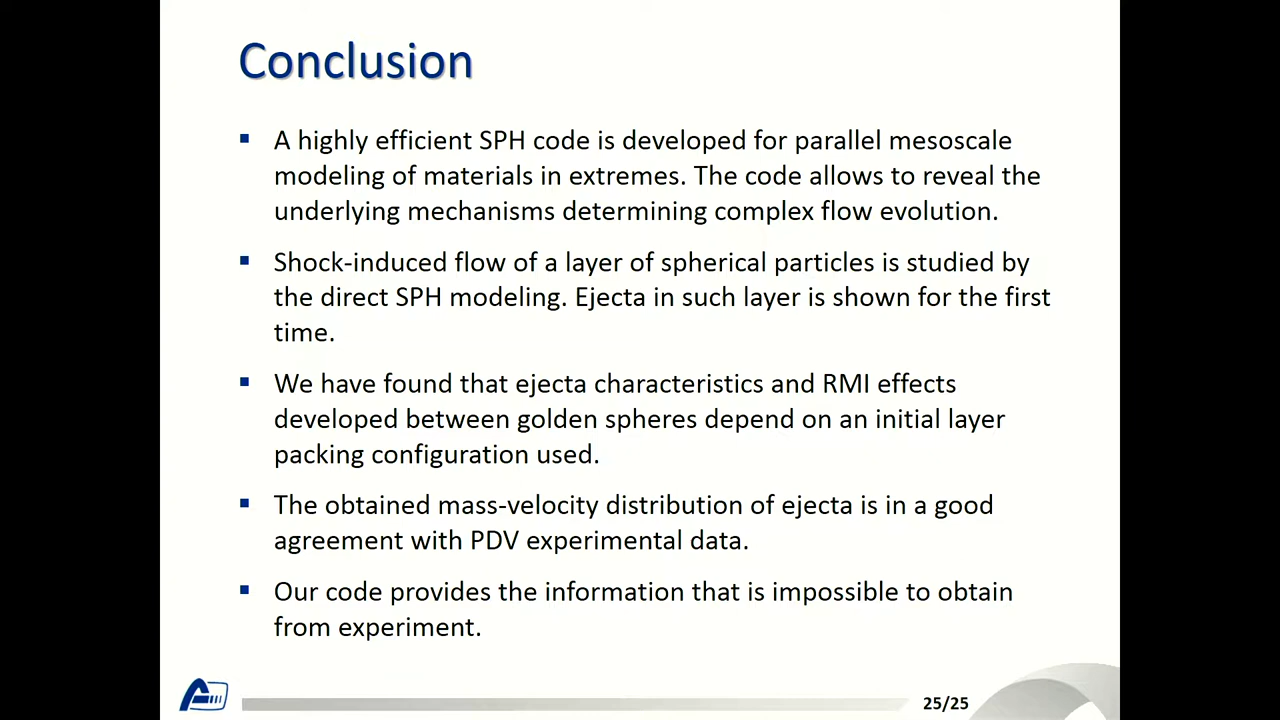 Conclusion
A highly efficient SPH code is developed for parallel mesoscale
modeling of materials in extremes. The code allows to reveal the
underlying mechanisms determining complex flow evolution.
Shock-induced flow of a layer of spherical particles is studied by
the direct SPH modeling. Ejecta in such layer is shown for the first
time.
We have found that ejecta characteristics and RMI effects
developed between golden spheres depend on an initial layer
packing configuration used.
The obtained mass-velocity distribution of ejecta is in a good
agreement with PDV experimental data.
Our code provides the information that is impossible to obtain
from experiment.
25/25